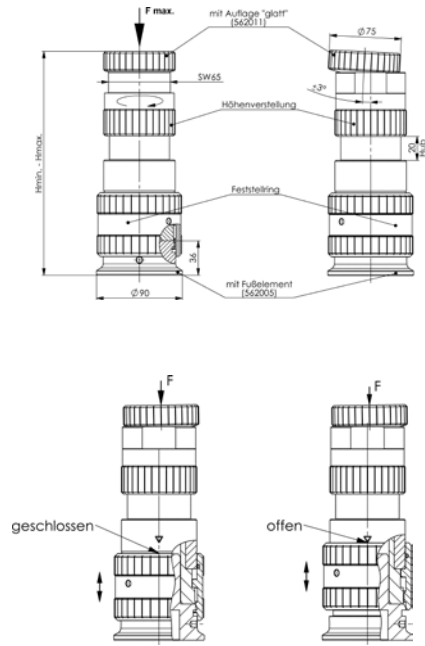 F max.
mit Auflage "glatt"
(562011)
Ø75
SW65
±3°
Höhenverstellung
Hmin. - Hmax.
20
Hub
Feststellring
36
Ø90
mit Fußelement
(562005)
F
F
geschlossen
offen